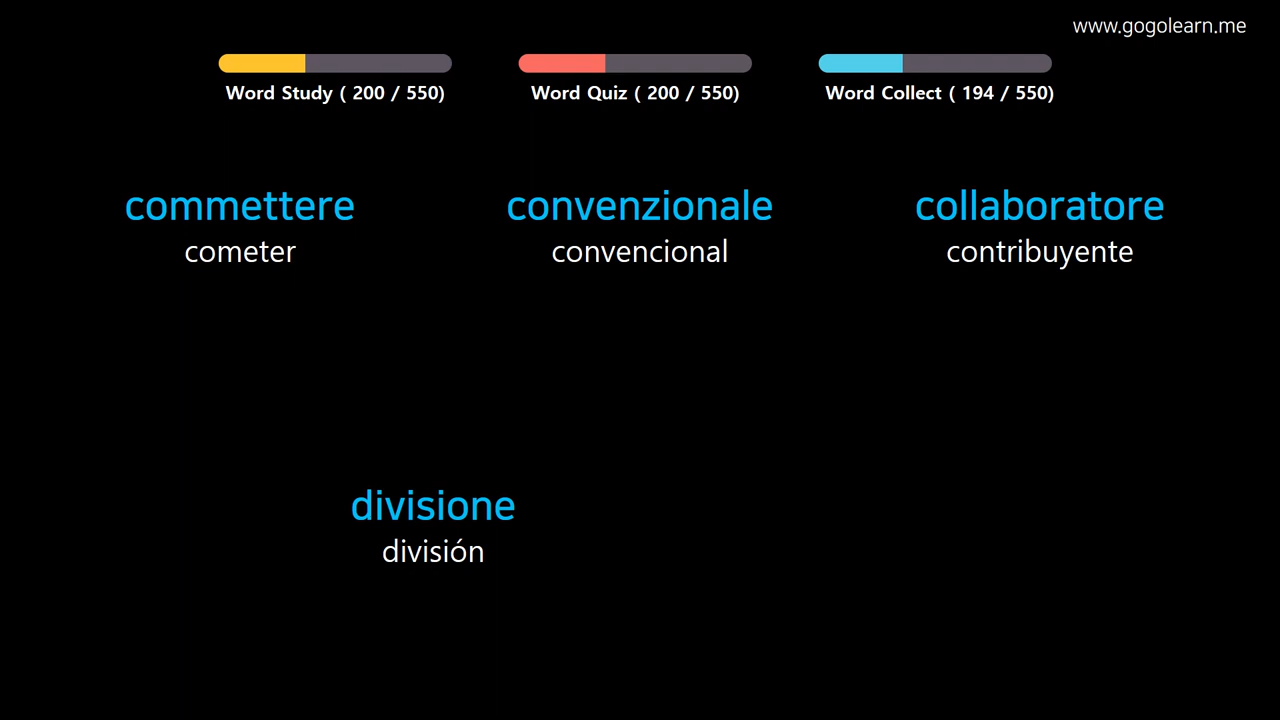 www.gogolearn.me
Word Study ( 200 / 550)
Word Quiz ( 200 / 550)
Word Collect ( 194 / 550)
commettere
cometer
convenzionale
convencional
collaboratore
contribuyente
divisione
división